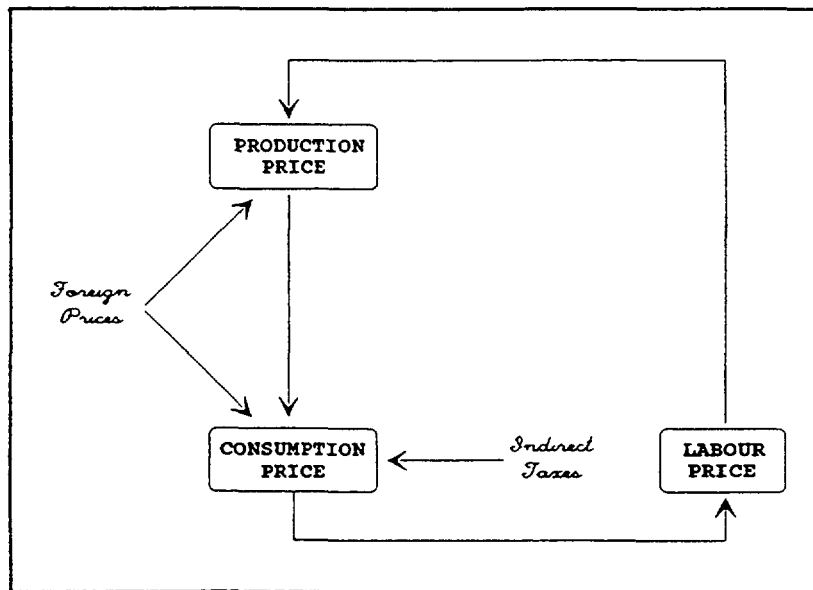 PRODUCTION
PRICE
Foreign
Prices
CONSUMPTION
PRICE
Indirect
Taxes
LABOUR
PRICE